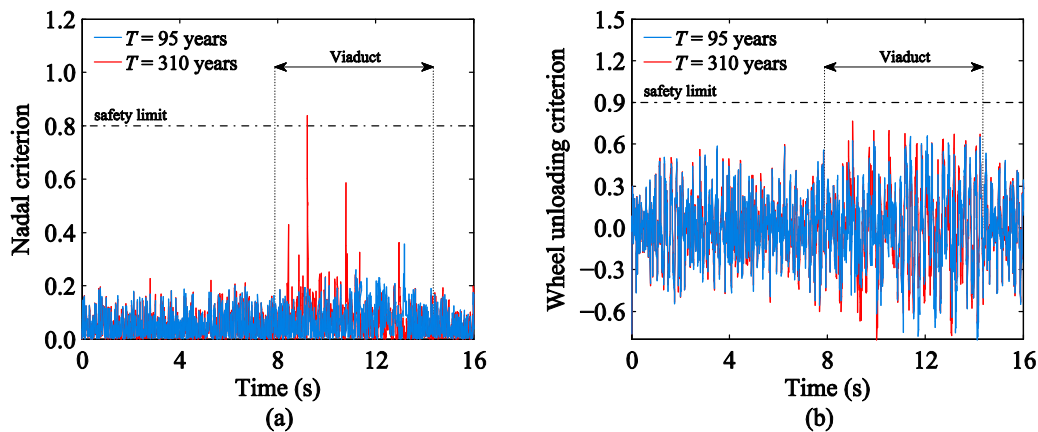 1.2
1.0
0.8
0.6
0.4
0.2
0.0
Nadal criterion
T = 95 years
T = 310 years
Viaduct
safety limit
0
4
8
12
16
Time (s)
(a)
1.5
1.2
0.9
0.6
0.3
0.0
−0.3
−0.6
Wheel unloading criterion
T = 95 years
T = 310 years
Viaduct
safety limit
0
4
8
12
16
Time (s)
(b)